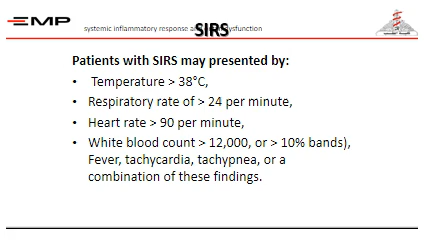 EMP
systemic inflammatory response a
SIRS
ysfunction
Patients with SIRS may presented by:
• Temperature > 38°C,
• Respiratory rate of > 24 per minute,
• Heart rate > 90 per minute,
• White blood count > 12,000, or > 10% bands),
Fever, tachycardia, tachypnea, or a
combination of these findings.